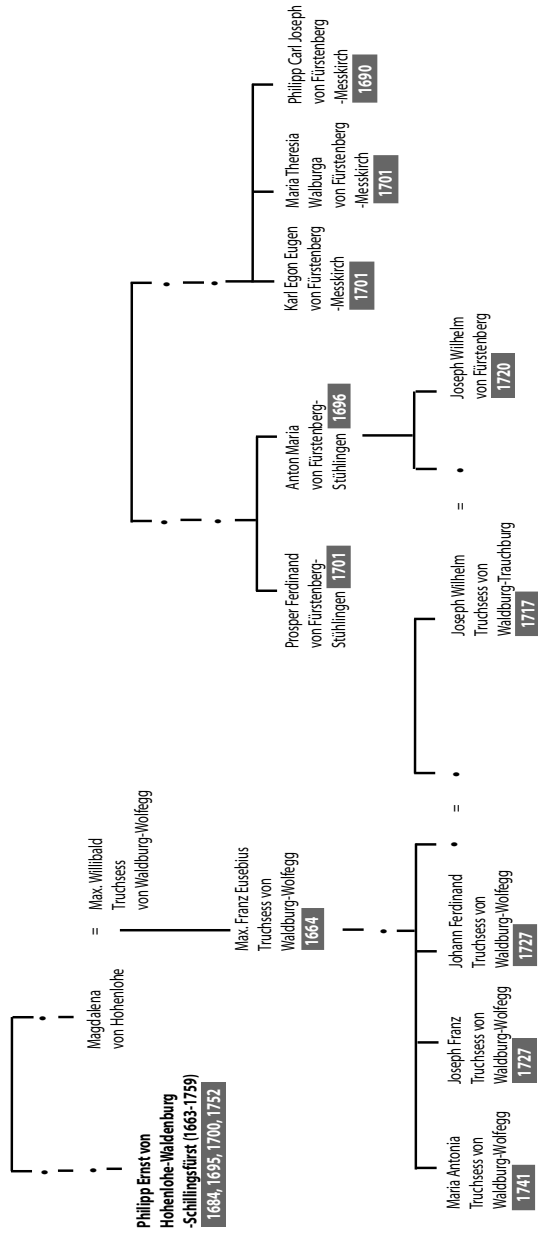 Philipp Ernst von
Hohenlohe-Waldenburg
-Schillingsfürst (1663-1759)
1684, 1695, 1700, 1752
Magdalena
von Hohenlohe
=
Max. Willibald
Truchsess
von Waldburg-Wolfegg
Max. Franz Eusebius
Truchsess von
Waldburg-Wolfegg
1664
Maria Antonia
Truchsess von
Waldburg-Wolfegg
1741
Joseph Franz
Truchsess von
Waldburg-Wolfegg
1727
Johann Ferdinand
Truchsess von
Waldburg-Wolfegg
1727
=
Joseph Wilhelm
Truchsess von
Waldburg-Trauchburg
1717
=
Prosper Ferdinand
von Fürstenberg-
Stühlingen 1701
Anton Maria
von Fürstenberg-
Stühlingen 1696
Joseph Wilhelm
von Fürstenberg
1720
Karl Egon Eugen
von Fürstenberg
-Messkirch
1701
Maria Theresia
Walburga
von Fürstenberg
-Messkirch
1701
Philipp Carl Joseph
von Fürstenberg
-Messkirch
1690